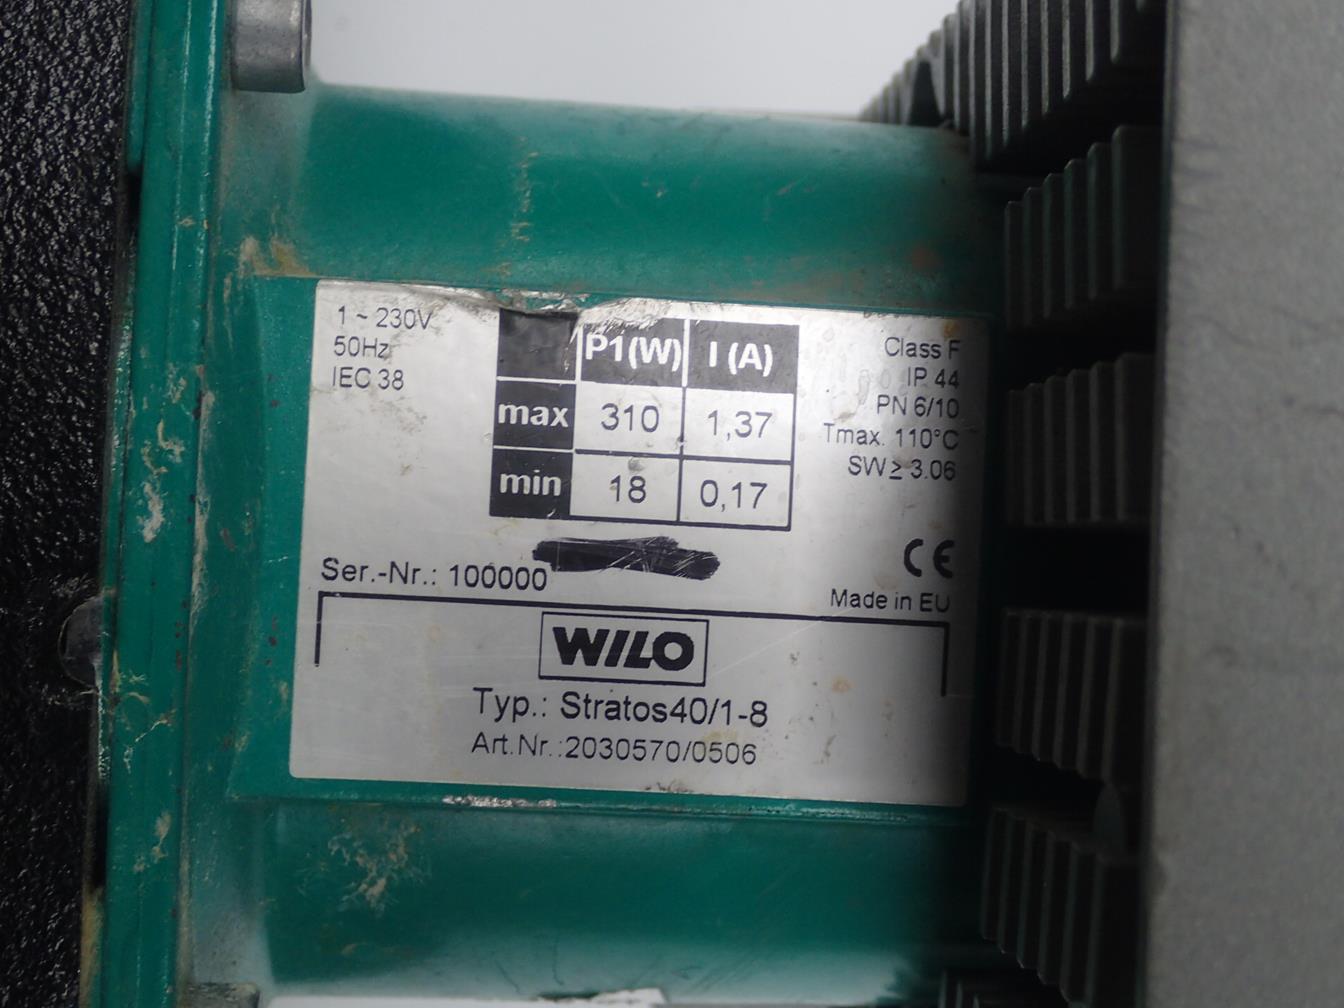 1 ~ 230V
50Hz
IEC 38
P1(W) I (A)
max 310 1,37
min 18 0,17
Class F
IP 44
PN 6/10
Tmax. 110°C
SW ≥ 3.06
CE
Made in EU
Ser.-Nr.: 100000
WILO
Typ.: Stratos40/1-8
Art.Nr.:2030570/0506